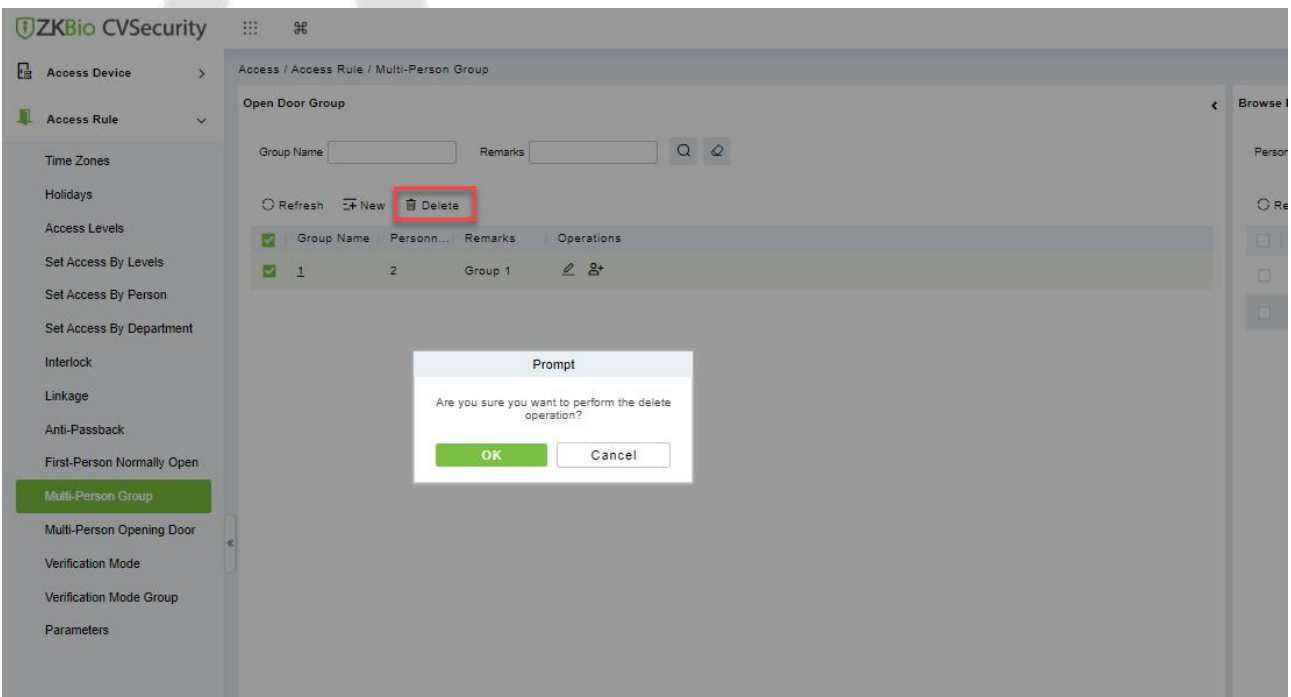 ZKBio CVSecurity
Access Device
Access / Access Rule / Multi-Person Group
Access Rule
Open Door Group
Browse
Group Name
Remarks
Person
Time Zones
Holidays
Refresh New Delete
Re
Access Levels
Group Name Personn... Remarks Operations
Set Access By Levels
1 2 Group 1
Set Access By Person
Set Access By Department
Interlock
Linkage
Anti-Passback
First-Person Normally Open
Multi-Person Group
Multi-Person Opening Door
Verification Mode
Verification Mode Group
Parameters
Prompt
Are you sure you want to perform the delete
operation?
OK Cancel